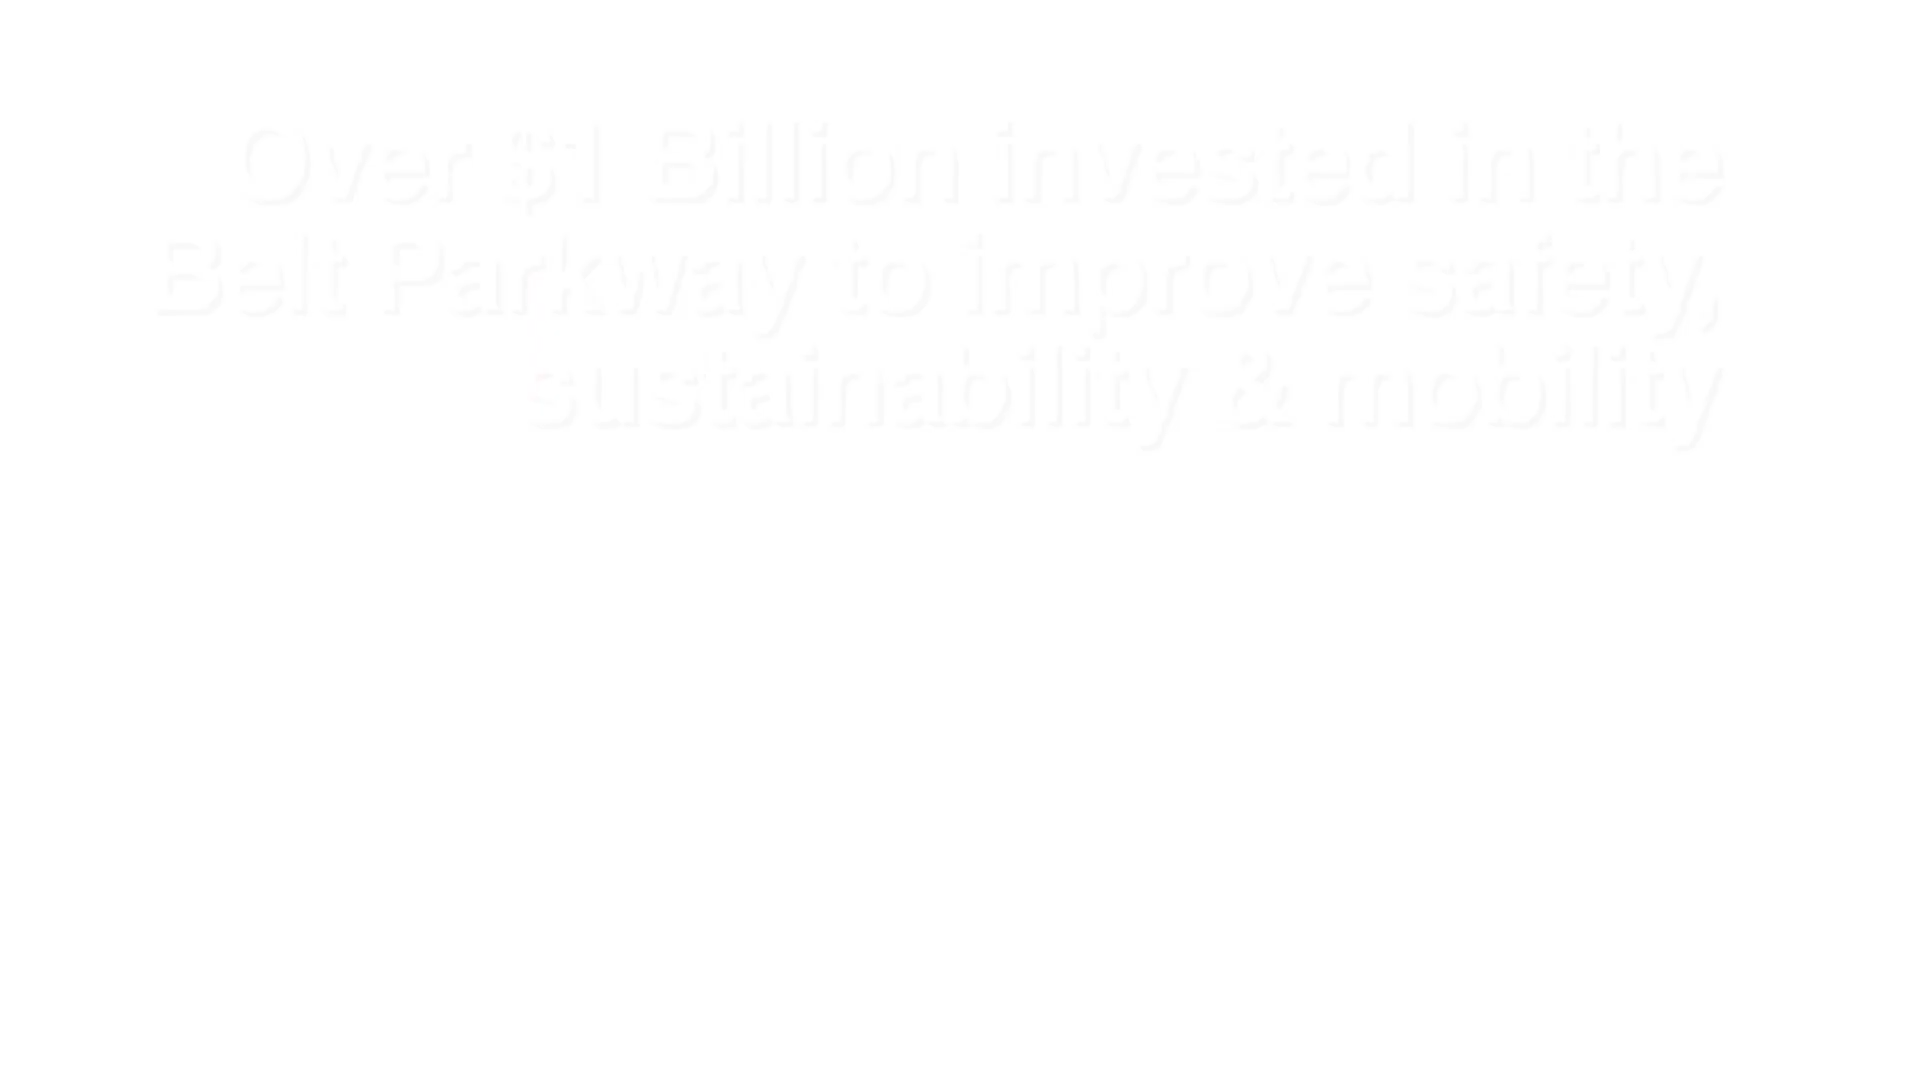 Over $1 Billion invested in the
Belt Parkway to improve safety,
sustainability & mobility